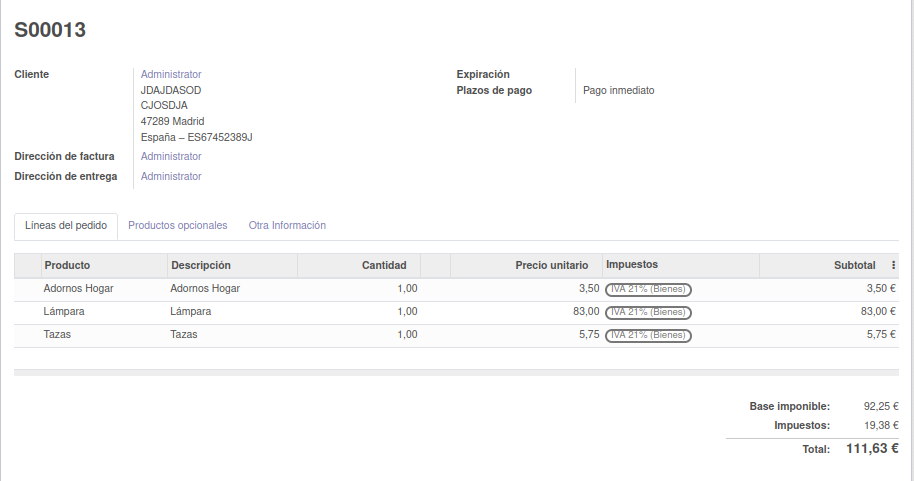 S00013
Cliente Administrator
JDAJDASOD
CJOSDJA
47289 Madrid
España – ES67452389J
Dirección de factura Administrator
Dirección de entrega Administrator
Expiración
Plazos de pago Pago inmediato
Líneas del pedido Productos opcionales Otra Información
Producto Descripción Cantidad Precio unitario Impuestos Subtotal
Adornos Hogar Adornos Hogar 1,00 3,50 IVA 21% (Bienes) 3,50 €
Lámpara Lámpara 1,00 83,00 IVA 21% (Bienes) 83,00 €
Tazas Tazas 1,00 5,75 IVA 21% (Bienes) 5,75 €
Base imponible: 92,25 €
Impuestos: 19,38 €
Total: 111,63 €